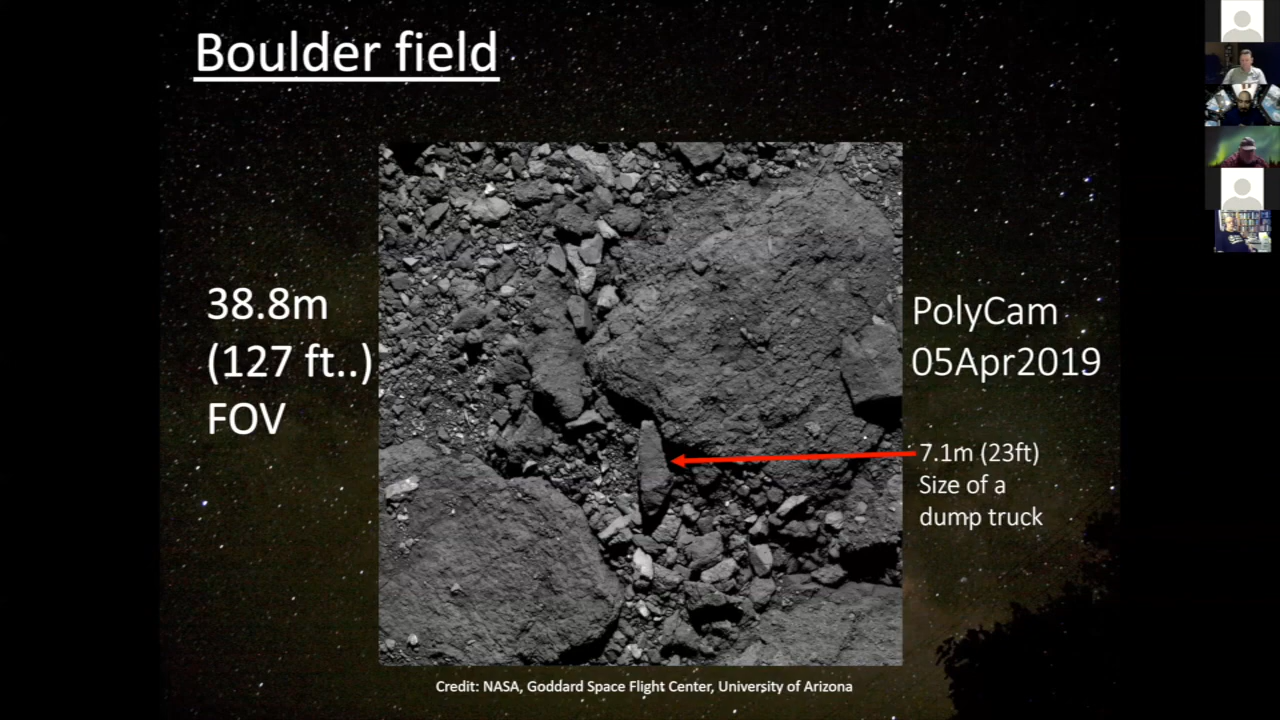 Boulder field
38.8m
(127 ft..)
FOV
PolyCam
05Apr2019
7.1m (23ft)
Size of a
dump truck
Credit: NASA, Goddard Space Flight Center, University of Arizona